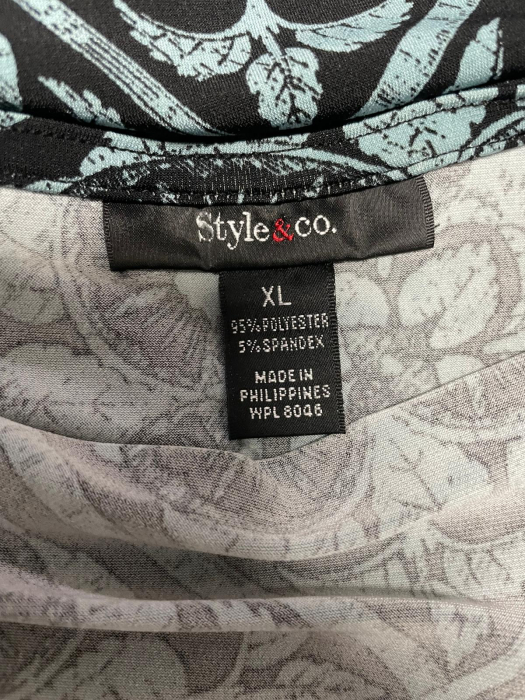 Style&co.
XL
95%POLYESTER
5%SPANDEX
MADE IN
PHILIPPINES
WPL 8046